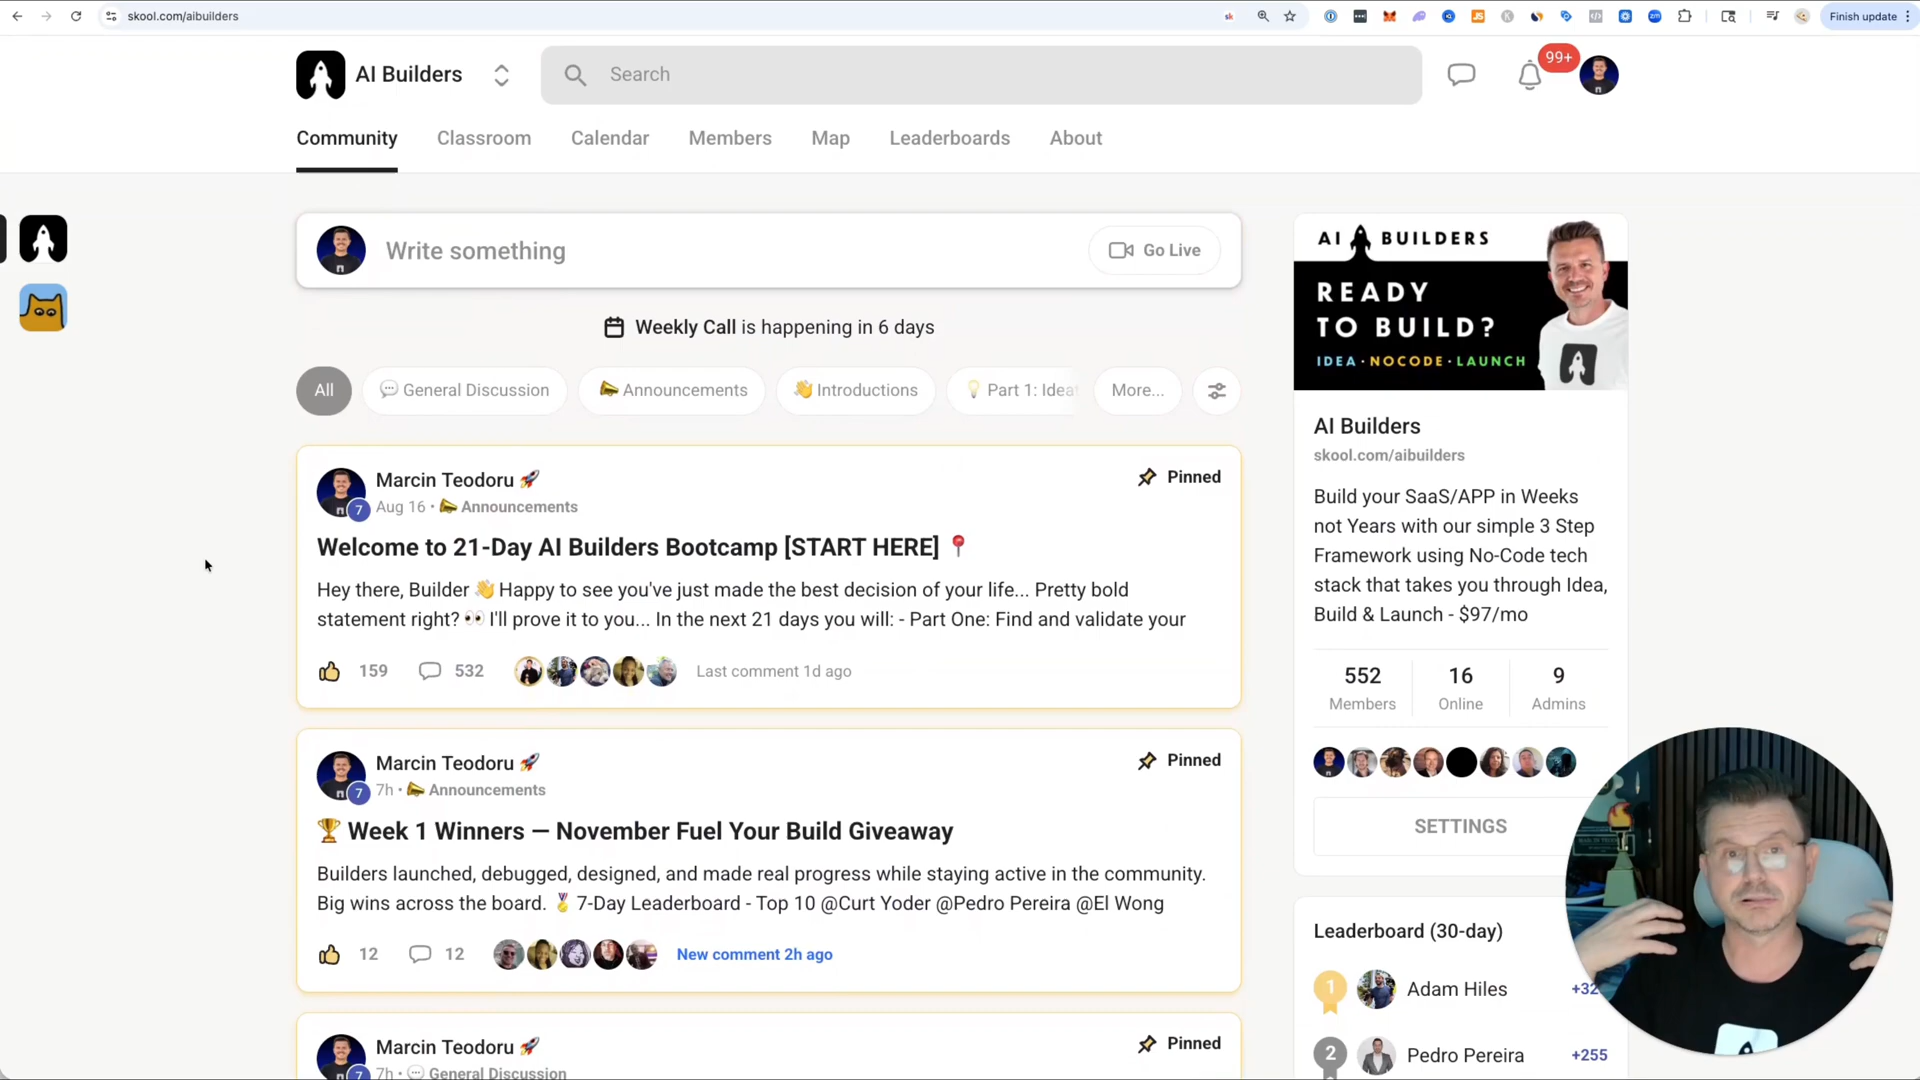 skool.com/aibuilders
Finish update
AI Builders
Search
99+
Community Classroom Calendar Members Map Leaderboards About
Write something
Go Live
Weekly Call is happening in 6 days
All
General Discussion
Announcements
Introductions
Part 1: Idea
More...
Marcin Teodoru
Pinned
7
Aug 16 • Announcements
Welcome to 21-Day AI Builders Bootcamp [START HERE]
Hey there, Builder Happy to see you've just made the best decision of your life... Pretty bold
statement right? I'll prove it to you... In the next 21 days you will: - Part One: Find and validate your
159 532 Last comment 1d ago
Marcin Teodoru
Pinned
7
7h • Announcements
Week 1 Winners — November Fuel Your Build Giveaway
Builders launched, debugged, designed, and made real progress while staying active in the community.
Big wins across the board. 7-Day Leaderboard - Top 10 @Curt Yoder @Pedro Pereira @El Wong
12 12 New comment 2h ago
Marcin Teodoru
Pinned
7
7h • General Discussion
AI BUILDERS
READY
TO BUILD?
IDEA · NOCODE · LAUNCH
AI Builders
skool.com/aibuilders
Build your SaaS/APP in Weeks
not Years with our simple 3 Step
Framework using No-Code tech
stack that takes you through Idea,
Build & Launch - $97/mo
552 16 9
Members Online Admins
SETTINGS
Leaderboard (30-day)
1 Adam Hiles
2 Pedro Pereira +255